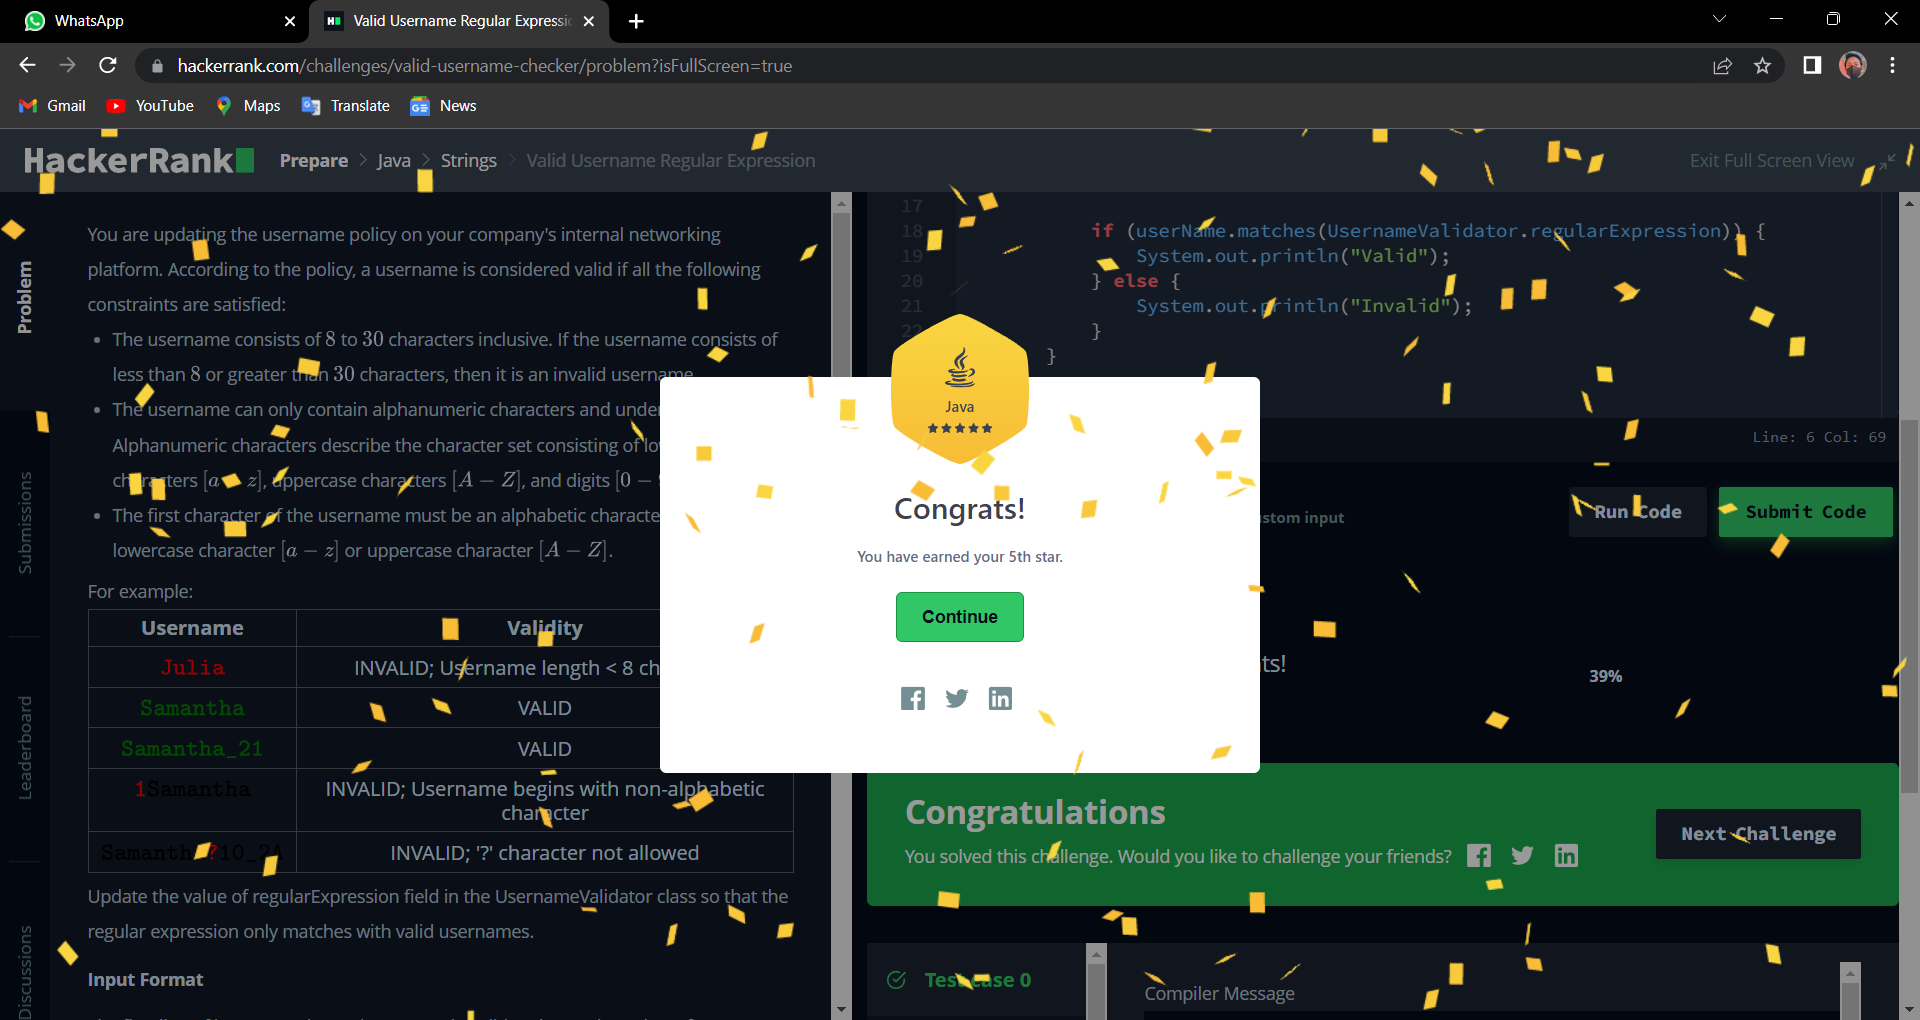 WhatsApp
Valid Username Regular Expressi
hackerrank.com/challenges/valid-username-checker/problem?isFullScreen=true
Gmail YouTube Maps Translate News
HackerRank Prepare > Java > Strings > Valid Username Regular Expression
Exit Full Screen View
Problem
Submissions
Leaderboard
Discussions
You are updating the username policy on your company's internal networking
platform. According to the policy, a username is considered valid if all the following
constraints are satisfied:
• The username consists of 8 to 30 characters inclusive. If the username consists of
less than 8 or greater than 30 characters, then it is an invalid username.
• The username can only contain alphanumeric characters and unde
Alphanumeric characters describe the character set consisting of lo
characters [a − z], uppercase characters [A − Z], and digits [0 −
• The first character of the username must be an alphabetic characte
lowercase character [a − z] or uppercase character [A − Z].
For example:
Username Validity
Julia INVALID; Username length < 8 ch
Samantha VALID
Samantha_21 VALID
1Samantha INVALID; Username begins with non-alphabetic
character
Samantha?10_2A INVALID; '?' character not allowed
Update the value of regularExpression field in the UsernameValidator class so that the
regular expression only matches with valid usernames.
Input Format
17
18 if (userName.matches(UsernameValidator.regularExpression)) {
19 System.out.println("Valid");
20 } else {
21 System.out.println("Invalid");
22 }
}
Line: 6 Col: 69
stom input
Run Code
Submit Code
Java
★★★★★
Congrats!
You have earned your 5th star.
Continue
ts!
39%
Congratulations
You solved this challenge. Would you like to challenge your friends?
Next Challenge
Test case 0
Compiler Message